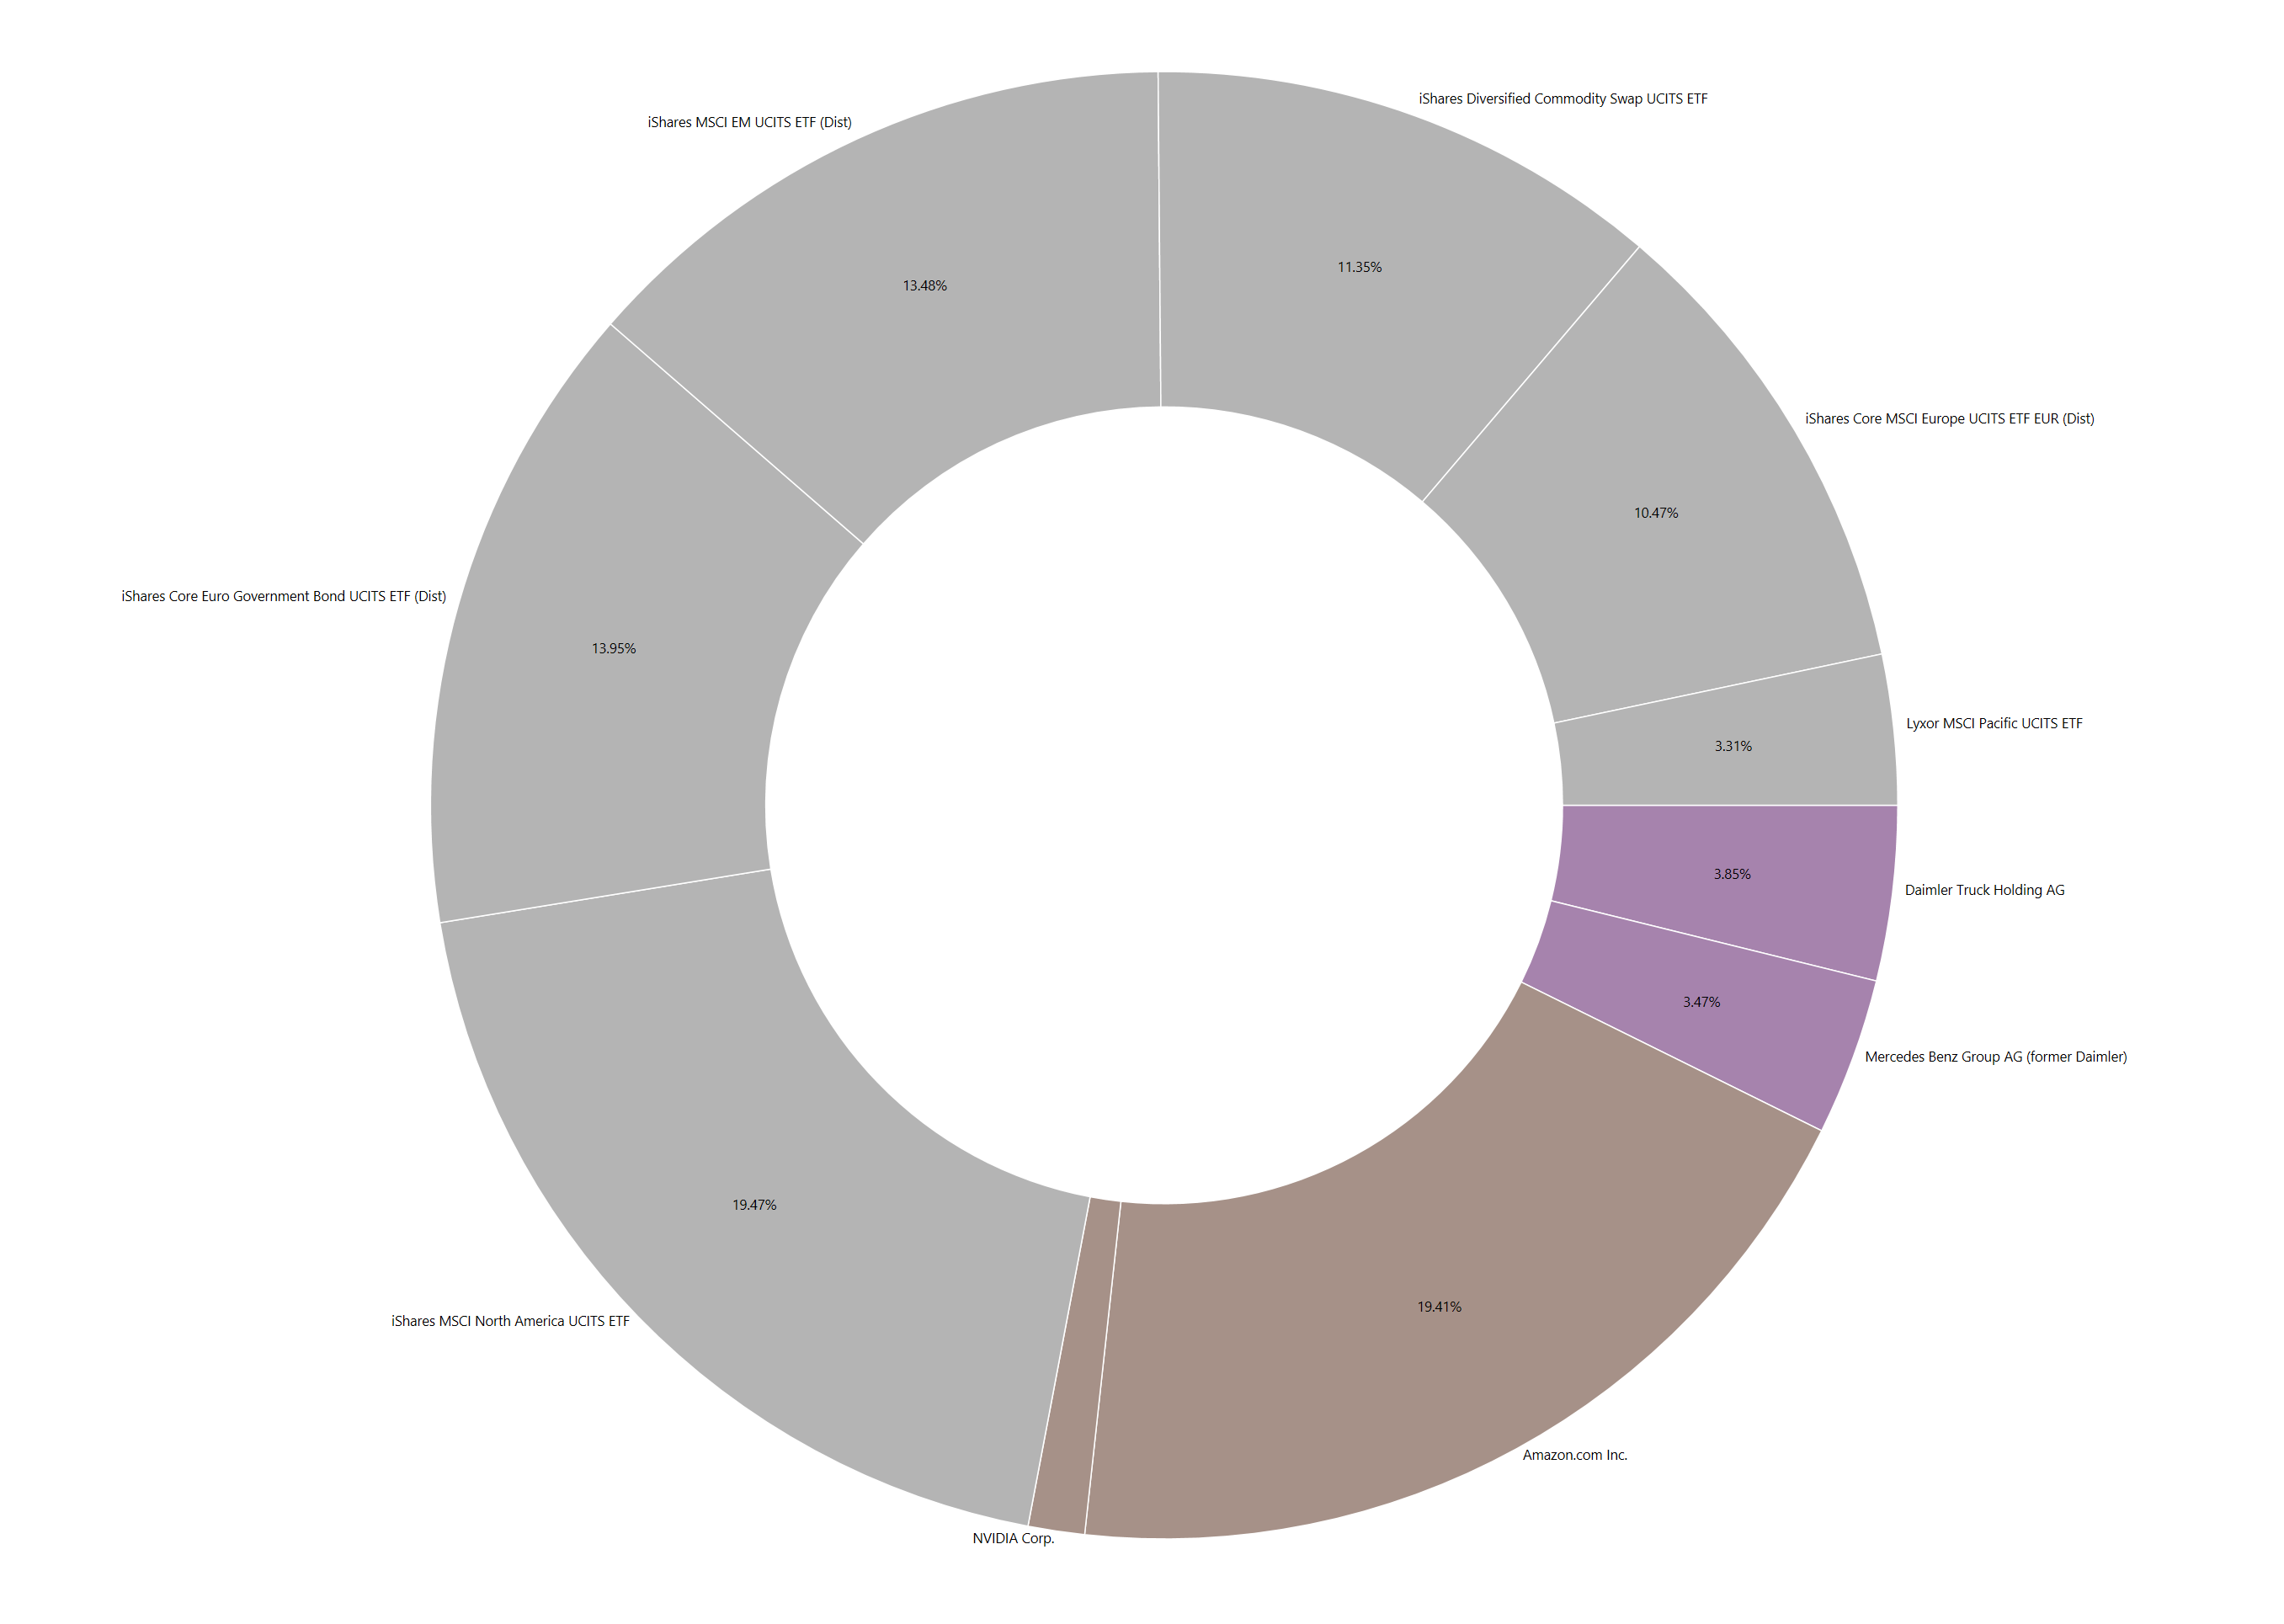 iShares Diversified Commodity Swap UCITS ETF
iShares MSCI EM UCITS ETF (Dist)
11.35%
13.48%
iShares Core MSCI Europe UCITS ETF EUR (Dist)
10.47%
iShares Core Euro Government Bond UCITS ETF (Dist)
13.95%
Lyxor MSCI Pacific UCITS ETF
3.31%
3.85%
Daimler Truck Holding AG
3.47%
Mercedes Benz Group AG (former Daimler)
19.47%
19.41%
iShares MSCI North America UCITS ETF
Amazon.com Inc.
NVIDIA Corp.